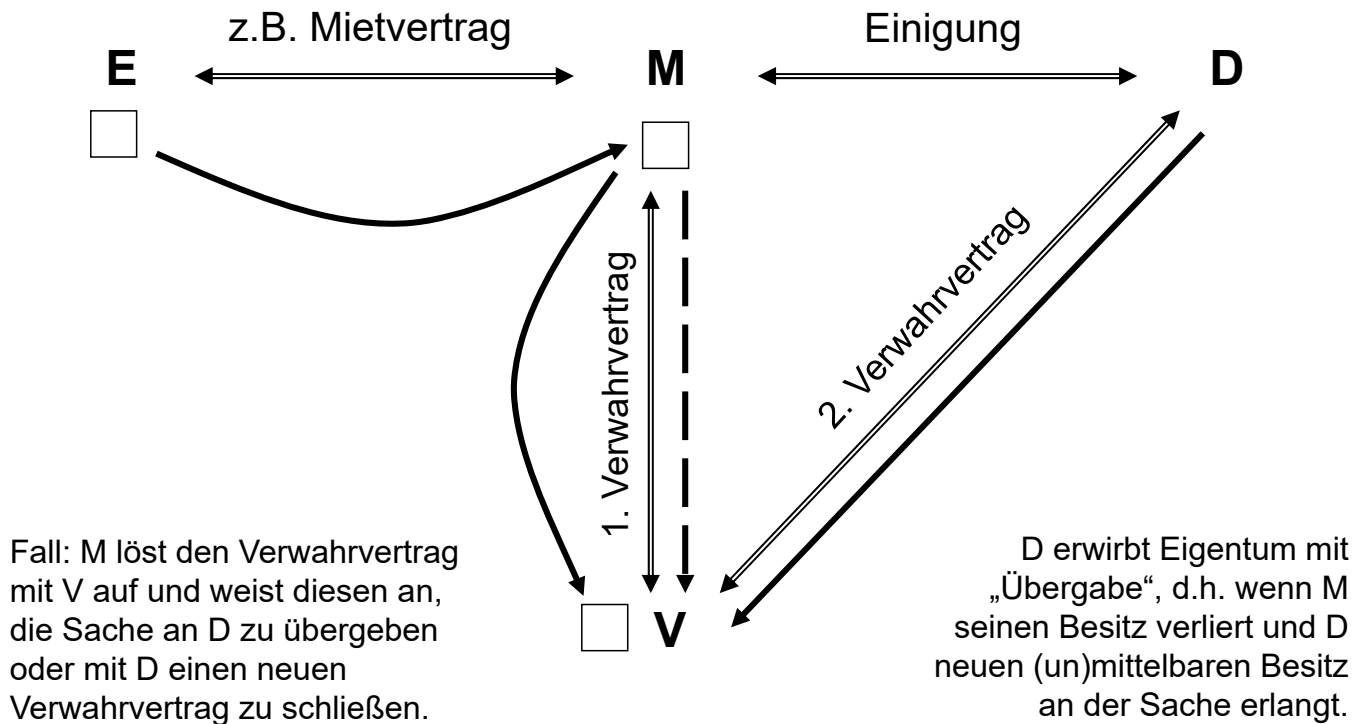 z.B. Mietvertrag
Einigung
E
M
D
1. Verwahrvertrag
2. Verwahrvertrag
V
Fall: M löst den Verwahrvertrag
mit V auf und weist diesen an,
die Sache an D zu übergeben
oder mit D einen neuen
Verwahrvertrag zu schließen.
D erwirbt Eigentum mit
„Übergabe“, d.h. wenn M
seinen Besitz verliert und D
neuen (un)mittelbaren Besitz
an der Sache erlangt.